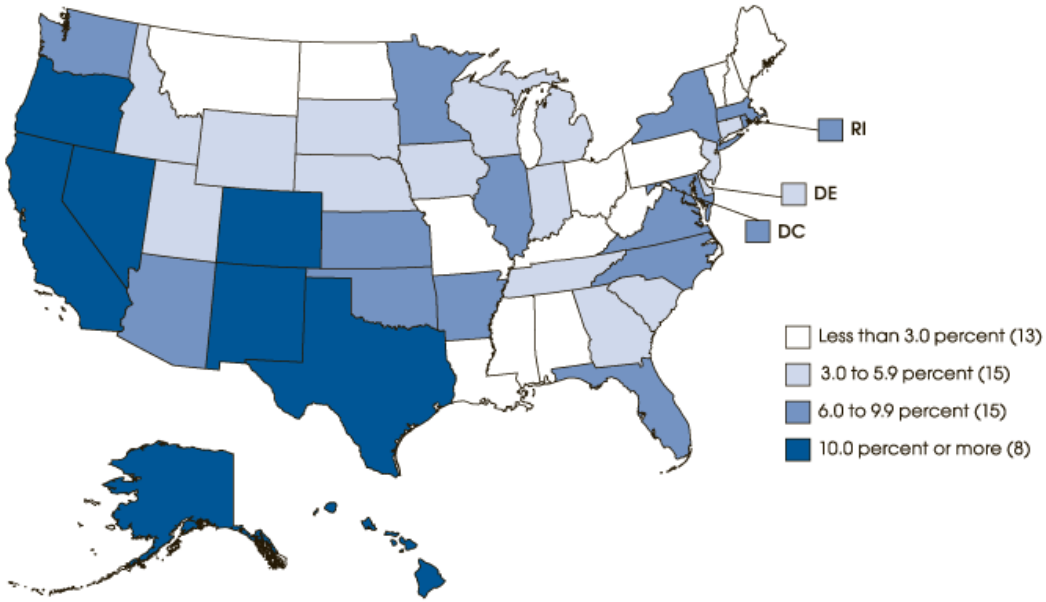 RI
DE
DC
Less than 3.0 percent (13)
3.0 to 5.9 percent (15)
6.0 to 9.9 percent (15)
10.0 percent or more (8)